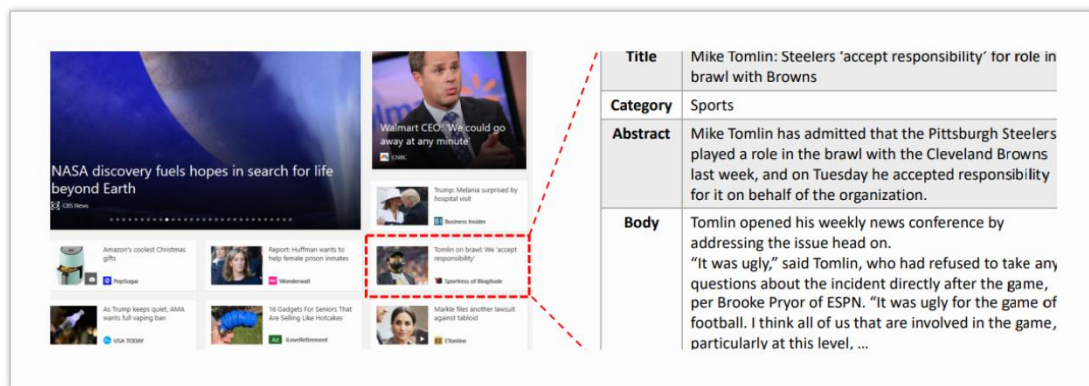 NASA discovery fuels hopes in search for life
beyond Earth
CBS News
Walmart CEO: 'We could go
away at any minute'
CNBC
Trump: Melania surprised by
hospital visit
BI Business Insider
Amazon's coolest Christmas
gifts
PopSugar
Report: Huffman wants to
help female prison inmates
Wonderwall
Tomlin on brawl: We 'accept
responsibility'
Sportress of Blogitude
As Trump keeps quiet, AMA
wants full vaping ban
USA TODAY
16 Gadgets For Seniors That
Are Selling Like Hotcakes
Ad iloveRetirement
Markle files another lawsuit
against tabloid
E!online
Title Mike Tomlin: Steelers 'accept responsibility' for role in
brawl with Browns
Category Sports
Abstract Mike Tomlin has admitted that the Pittsburgh Steelers
played a role in the brawl with the Cleveland Browns
last week, and on Tuesday he accepted responsibility
for it on behalf of the organization.
Body Tomlin opened his weekly news conference by
addressing the issue head on.
“It was ugly,” said Tomlin, who had refused to take any
questions about the incident directly after the game,
per Brooke Pryor of ESPN. “It was ugly for the game of
football. I think all of us that are involved in the game,
particularly at this level, …